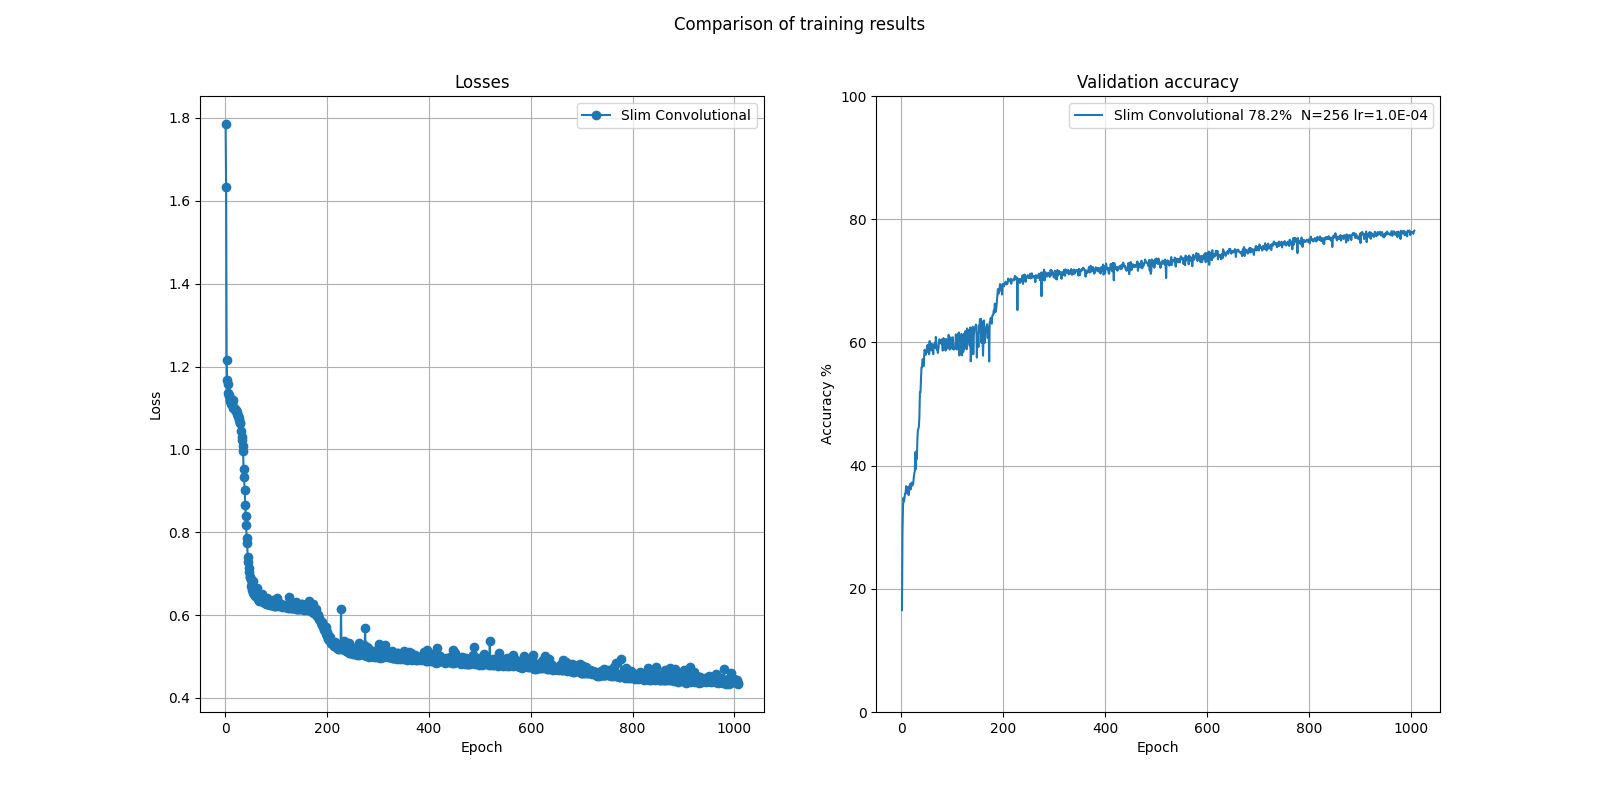 Comparison of training results
Losses
Slim Convolutional
1.8
1.6
1.4
1.2
1.0
0.8
0.6
0.4
Loss
0 200 400 600 800 1000
Epoch
Validation accuracy
Slim Convolutional 78.2%  N=256 lr=1.0E-04
100
80
60
40
20
0
Accuracy %
0 200 400 600 800 1000
Epoch